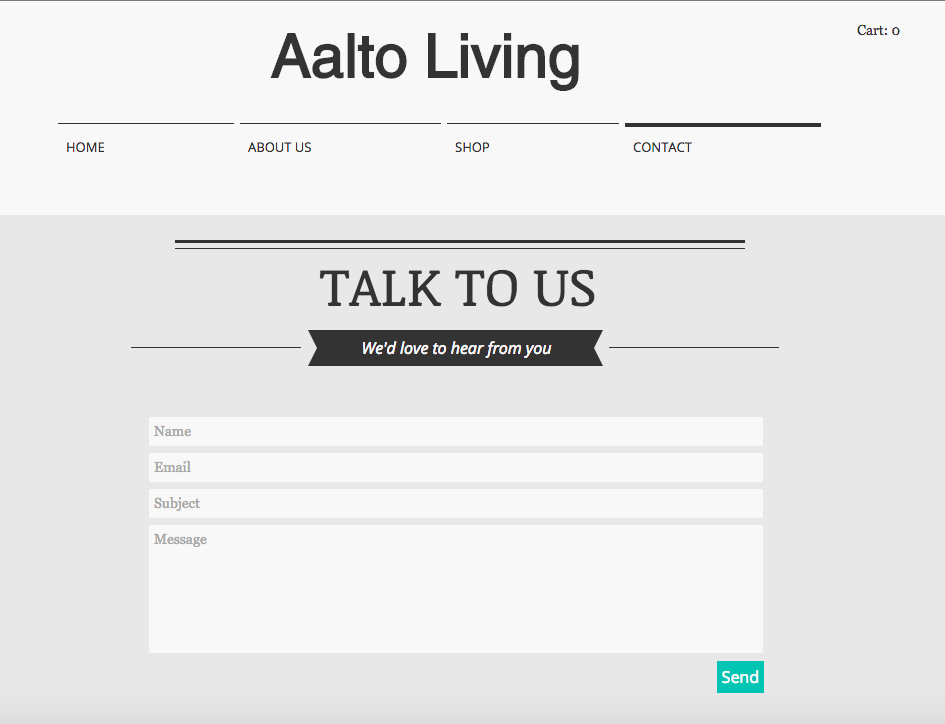 Cart: 0
Aalto Living
HOME ABOUT US SHOP CONTACT
TALK TO US
We'd love to hear from you
Name
Email
Subject
Message
Send